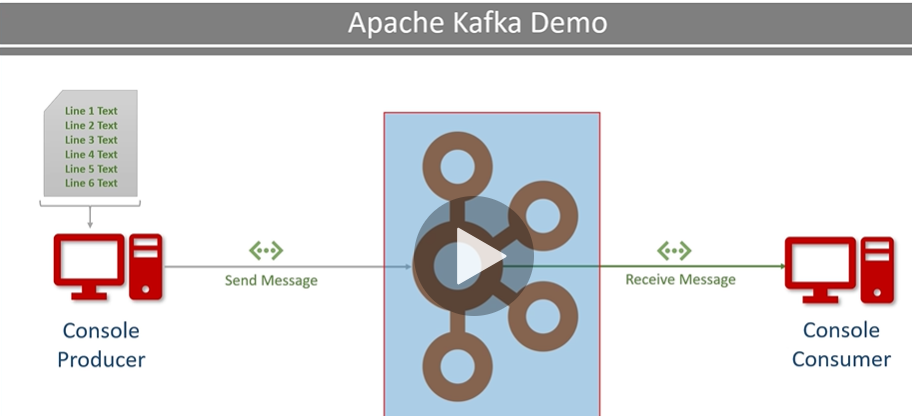 Apache Kafka Demo
Line 1 Text
Line 2 Text
Line 3 Text
Line 4 Text
Line 5 Text
Line 6 Text
Send Message
Receive Message
Console
Producer
Console
Consumer